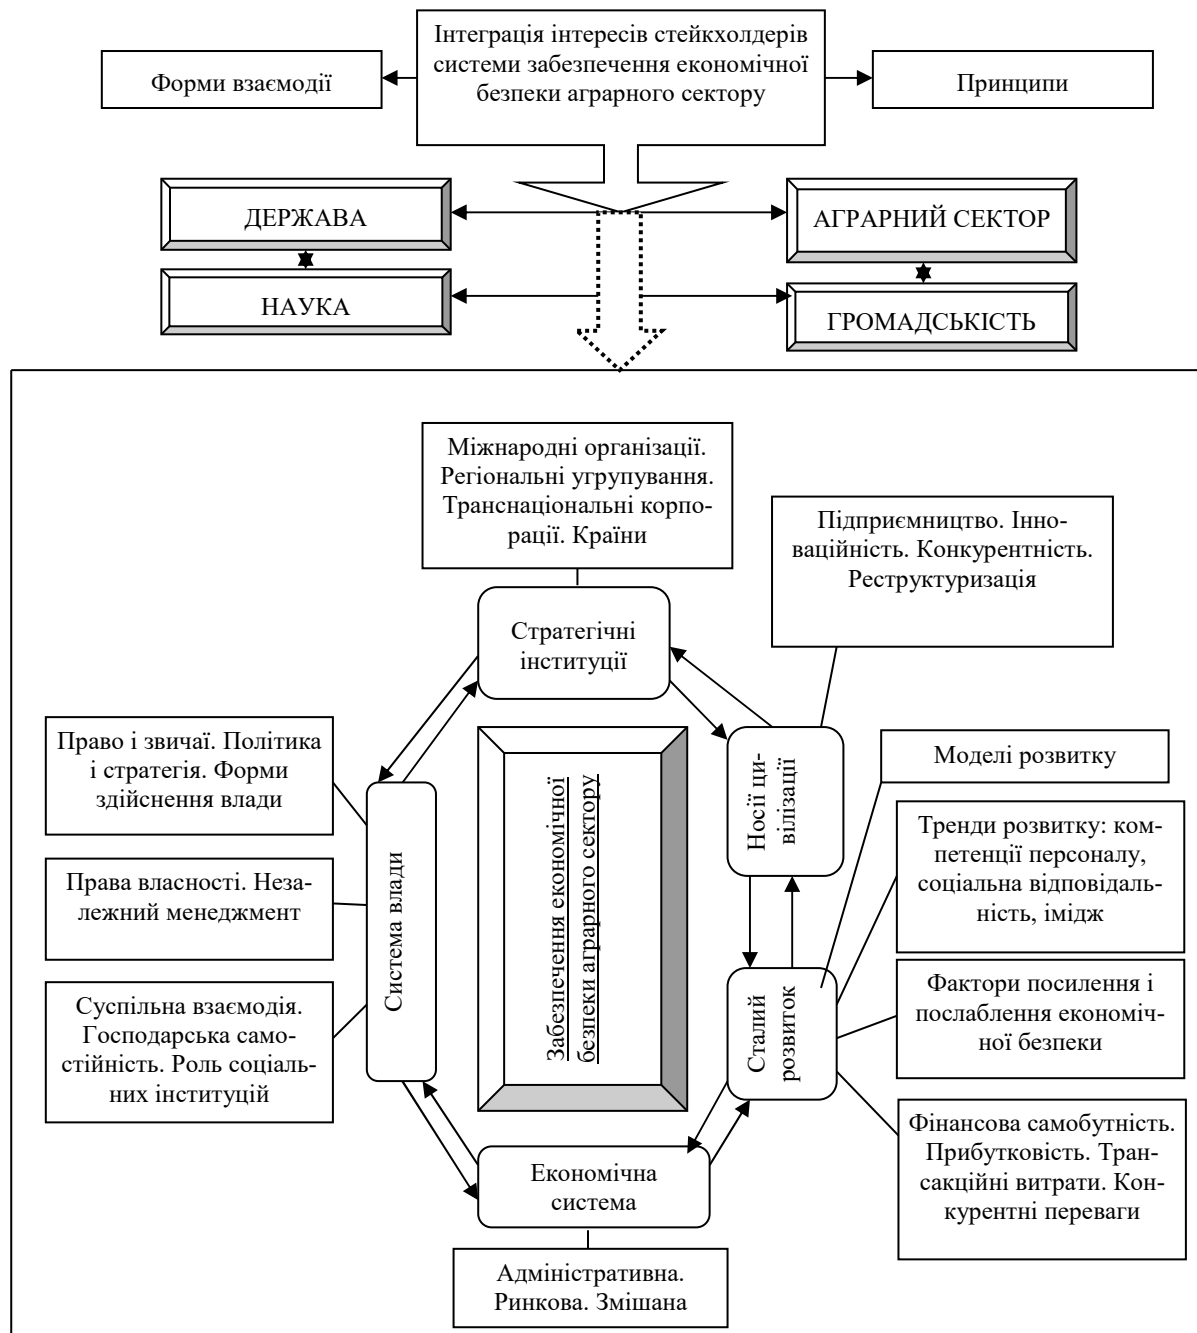 Інтеграція інтересів стейкхолдерів
системи забезпечення економічної
безпеки аграрного сектору
Форми взаємодії
Принципи
ДЕРЖАВА
АГРАРНИЙ СЕКТОР
НАУКА
ГРОМАДСЬКІСТЬ
Міжнародні організації.
Регіональні угрупування.
Транснаціональні корпо-
рації. Країни
Підприємництво. Інно-
ваційність. Конкурентність.
Реструктуризація
Стратегічні
інституції
Право і звичаї. Політика
і стратегія. Форми
здійснення влади
Права власності. Неза-
лежний менеджмент
Суспільна взаємодія.
Господарська само-
стійність. Роль соціаль-
них інституцій
Система влади
Забезпечення економічної
безпеки аграрного сектору
Носії ци-
вілізації
Сталий
розвиток
Моделі розвитку
Тренди розвитку: ком-
петенції персоналу,
соціальна відповідаль-
ність, імідж
Фактори посилення і
послаблення економіч-
ної безпеки
Фінансова самобутність.
Прибутковість. Тран-
сакційні витрати. Кон-
курентні переваги
Економічна
система
Адміністративна.
Ринкова. Змішана